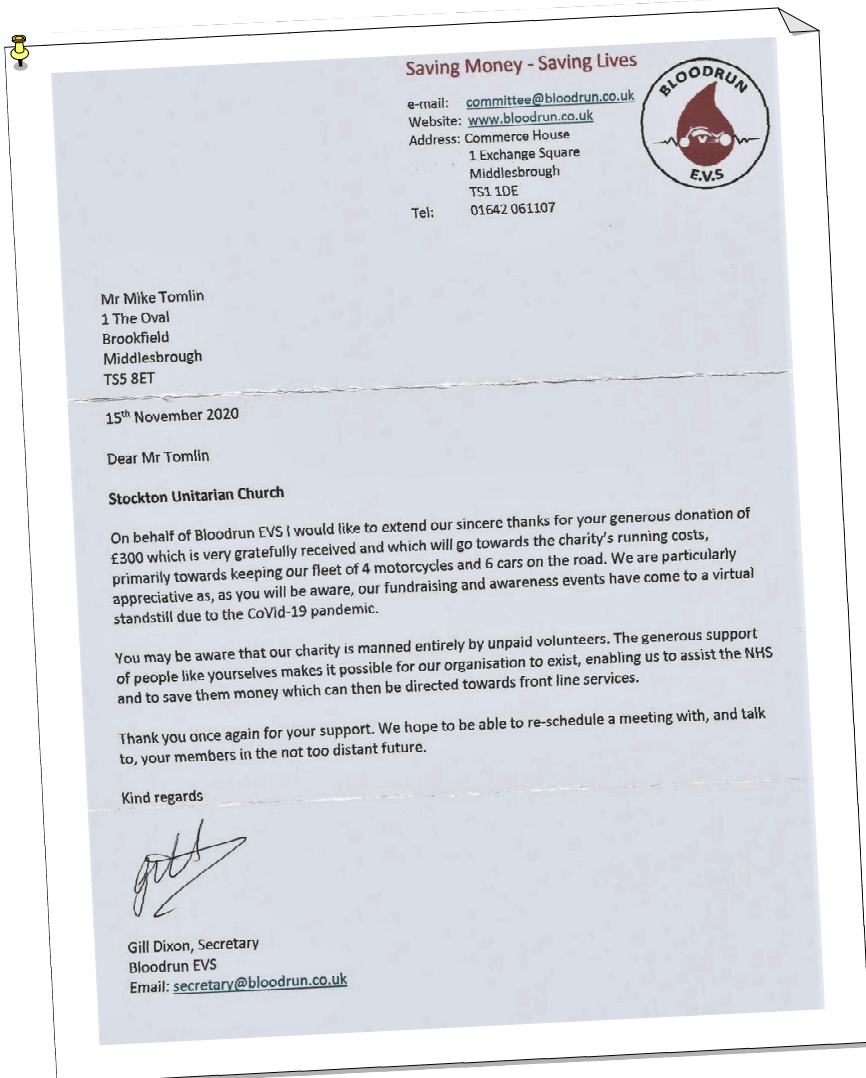 Saving Money - Saving Lives
e-mail: committee@bloodrun.co.uk
Website: www.bloodrun.co.uk
Address: Commerce House
1 Exchange Square
Middlesbrough
TS1 1DE
Tel: 01642 061107
BLOODRUN
E.V.S
Mr Mike Tomlin
1 The Oval
Brookfield
Middlesbrough
TS5 8ET
15th November 2020
Dear Mr Tomlin
Stockton Unitarian Church
On behalf of Bloodrun EVS I would like to extend our sincere thanks for your generous donation of
£300 which is very gratefully received and which will go towards the charity's running costs,
primarily towards keeping our fleet of 4 motorcycles and 6 cars on the road. We are particularly
appreciative as, as you will be aware, our fundraising and awareness events have come to a virtual
standstill due to the CoVid-19 pandemic.
You may be aware that our charity is manned entirely by unpaid volunteers. The generous support
of people like yourselves makes it possible for our organisation to exist, enabling us to assist the NHS
and to save them money which can then be directed towards front line services.
Thank you once again for your support. We hope to be able to re-schedule a meeting with, and talk
to, your members in the not too distant future.
Kind regards
Gill Dixon, Secretary
Bloodrun EVS
Email: secretary@bloodrun.co.uk